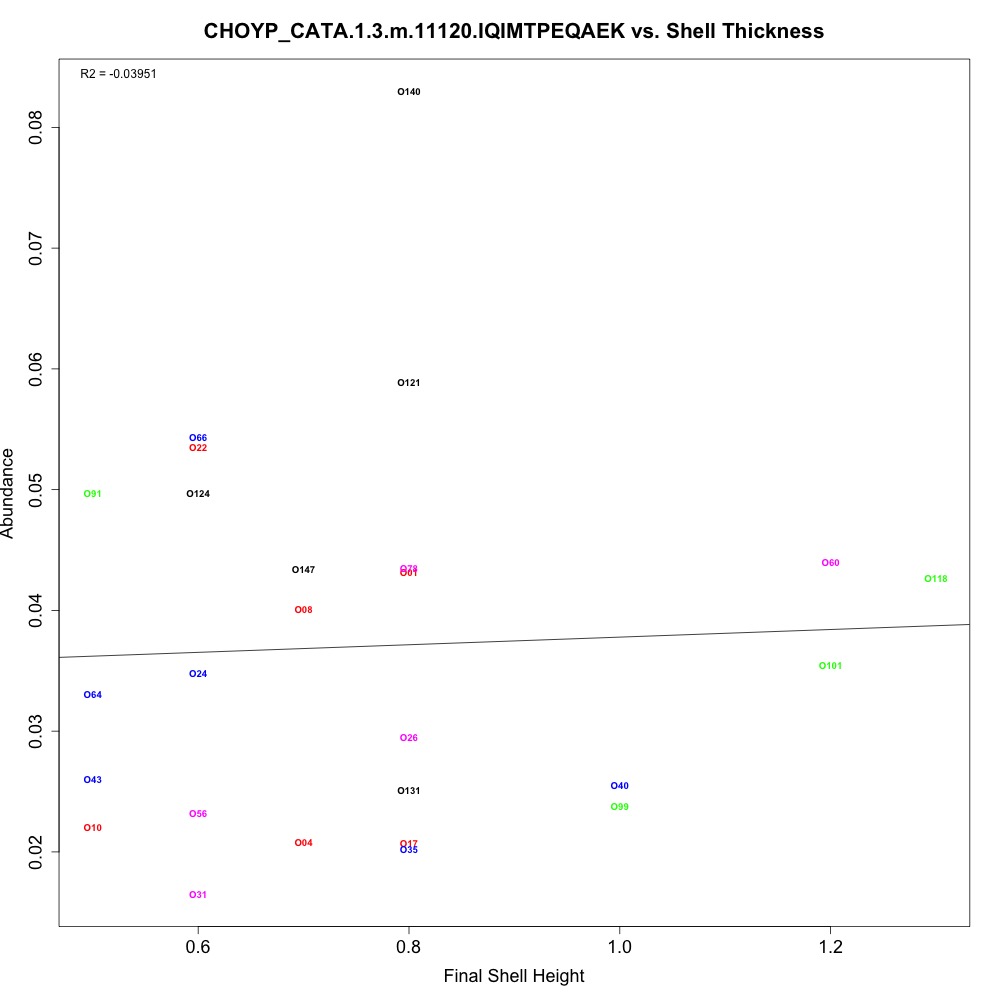 CHOYP_CATA.1.3.m.11120.IQIMTPEQAEK vs. Shell Thickness
R2 = -0.03951
O140
0.08
0.07
O121
0.06
O66
O22
O91
O124
0.05
Abundance
O147
O78
O01
O60
O118
O08
0.04
O101
O24
O64
O26
0.03
O43
O131
O40
O99
O56
O10
O04
O17
O35
0.02
O31
0.6
0.8
1.0
1.2
Final Shell Height